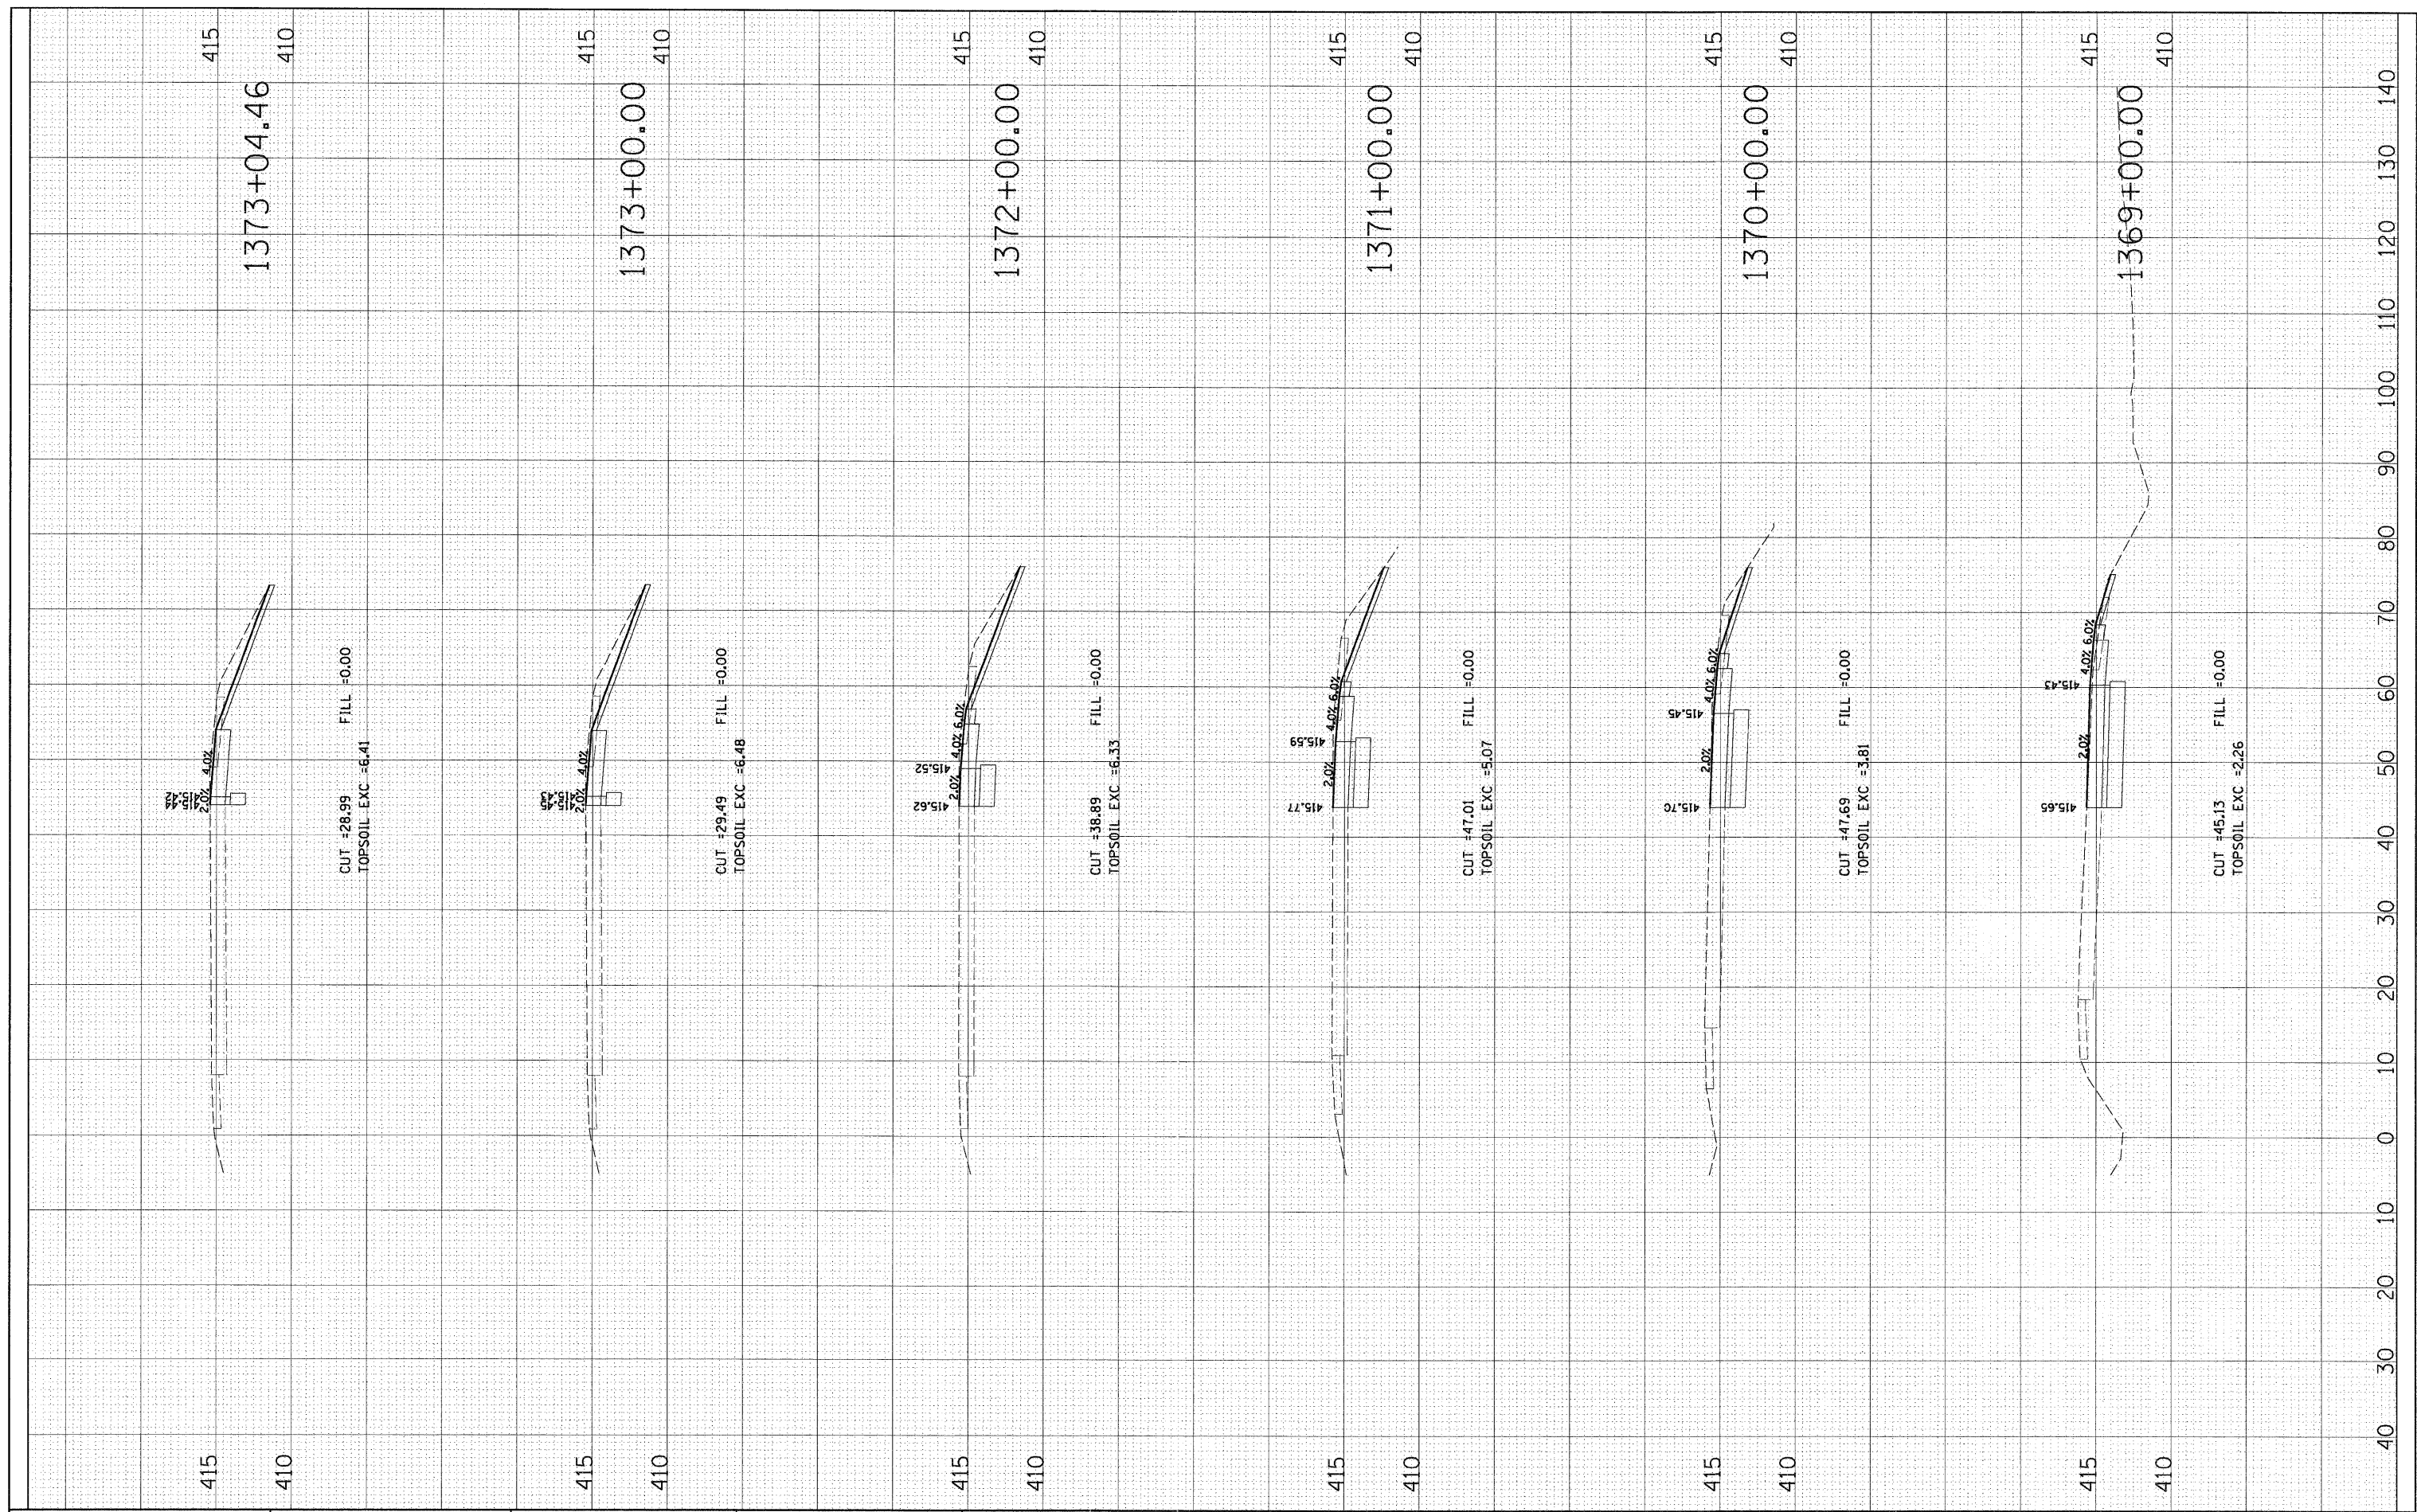 415 410 1373+04.46 415 410
4.0%
2.0%
CUT =28.99 FILL =0.00
TOPSOIL EXC =6.41
415 410 1373+00.00 415 410
4.0%
2.0%
CUT =29.49 FILL =0.00
TOPSOIL EXC =6.48
415 410 1372+00.00 415 410
2.0% 4.0% 6.0%
415.62 415.52
CUT =38.89 FILL =0.00
TOPSOIL EXC =6.33
415 410 1371+00.00 415 410
2.0% 4.0% 6.0%
415.77 415.59
CUT =47.01 FILL =0.00
TOPSOIL EXC =5.07
415 410 1370+00.00 415 410
2.0% 4.0% 6.0%
415.70 415.45
CUT =47.69 FILL =0.00
TOPSOIL EXC =3.81
415 410 1369+00.00 415 410
2.0% 4.0% 6.0%
415.65 415.43
CUT =45.13 FILL =0.00
TOPSOIL EXC =2.26
40 30 20 10 0 10 20 30 40 50 60 70 80 90 100 110 120 130 140